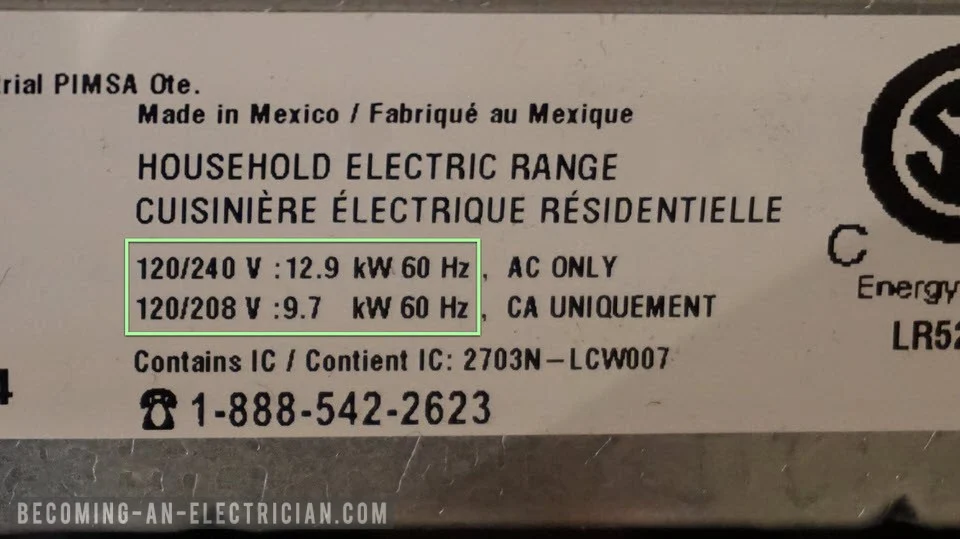 PIMSA Ote.
Made in Mexico / Fabriqué au Mexique
HOUSEHOLD ELECTRIC RANGE
CUISINIÈRE ÉLECTRIQUE RÉSIDENTIELLE
120/240 V :12.9 kW 60 Hz , AC ONLY
120/208 V :9.7 kW 60 Hz , CA UNIQUEMENT
C
Energy
Contains IC / Contient IC: 2703N-LCW007
1-888-542-2623
BECOMING-AN-ELECTRICIAN.COM